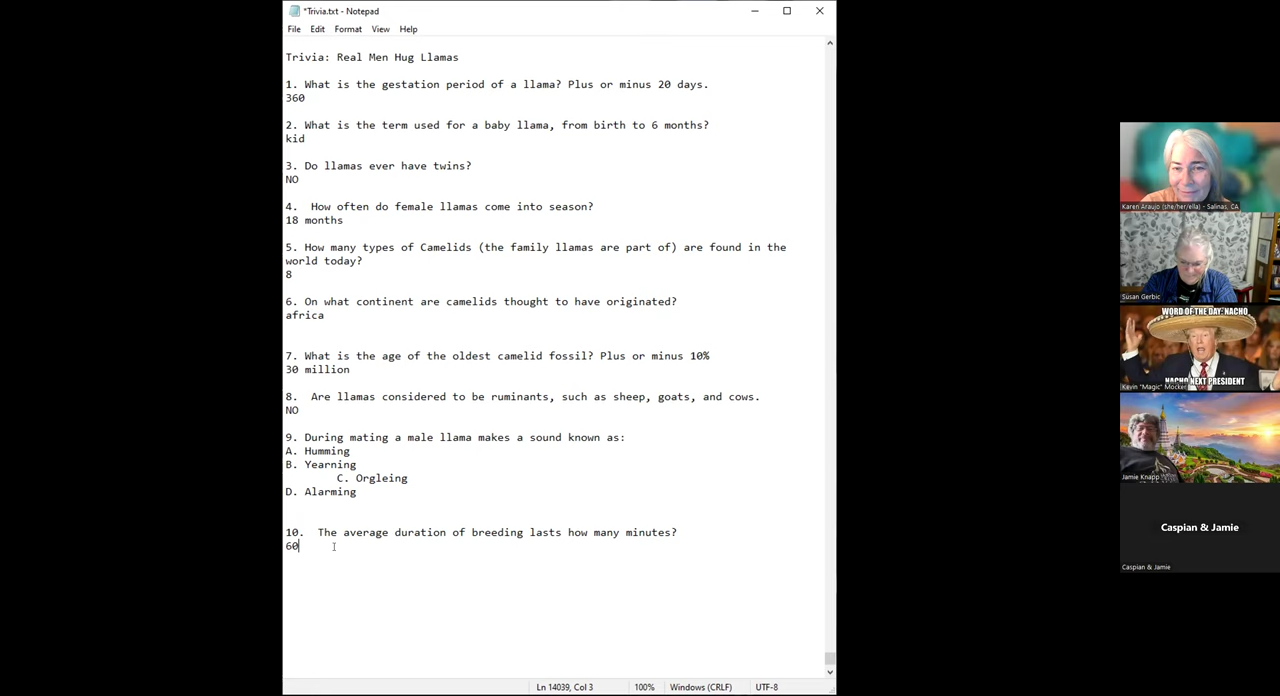 *Trivia.txt - Notepad
File Edit Format View Help
Trivia: Real Men Hug Llamas
1. What is the gestation period of a llama? Plus or minus 20 days.
360
2. What is the term used for a baby llama, from birth to 6 months?
kid
3. Do llamas ever have twins?
NO
4.  How often do female llamas come into season?
18 months
5. How many types of Camelids (the family llamas are part of) are found in the
world today?
8
6. On what continent are camelids thought to have originated?
africa
7. What is the age of the oldest camelid fossil? Plus or minus 10%
30 million
8.  Are llamas considered to be ruminants, such as sheep, goats, and cows.
NO
9. During mating a male llama makes a sound known as:
A. Humming
B. Yearning
C. Orgleing
D. Alarming
10.  The average duration of breeding lasts how many minutes?
60
Ln 14039, Col 3 100% Windows (CRLF) UTF-8
Karen Araujo (she/her/ella) - Salinas, CA
Susan Gerbic
WORD OF THE DAY: NACHO
NACHO NEXT PRESIDENT
Kevin "Magic" Mocker
Jamie Knapp
Caspian & Jamie
Caspian & Jamie